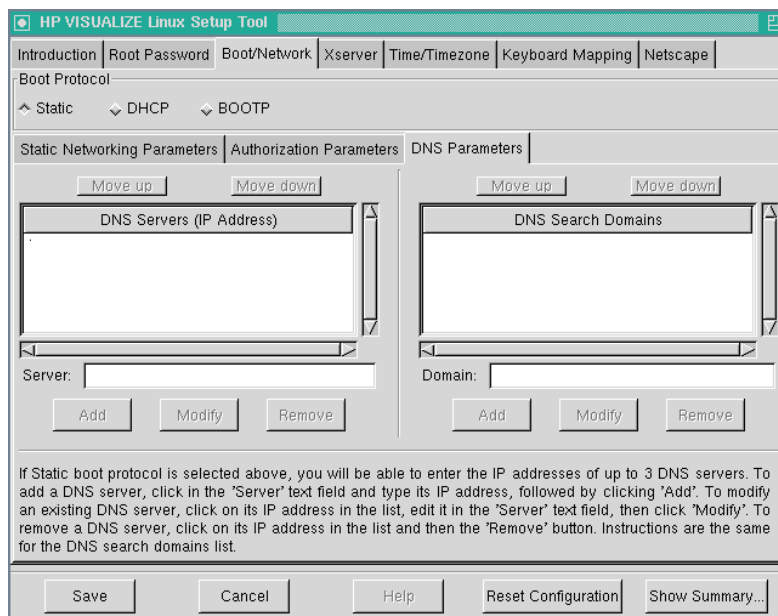 HP VISUALIZE Linux Setup Tool
Introduction Root Password Boot/Network Xserver Time/Timezone Keyboard Mapping Netscape
Boot Protocol
Static DHCP BOOTP
Static Networking Parameters Authorization Parameters DNS Parameters
Move up Move down Move up Move down
DNS Servers (IP Address) DNS Search Domains
Server: Domain:
Add Modify Remove Add Modify Remove
If Static boot protocol is selected above, you will be able to enter the IP addresses of up to 3 DNS servers. To
add a DNS server, click in the 'Server' text field and type its IP address, followed by clicking 'Add'. To modify
an existing DNS server, click on its IP address in the list, edit it in the 'Server' text field, then click 'Modify'. To
remove a DNS server, click on its IP address in the list and then the 'Remove' button. Instructions are the same
for the DNS search domains list.
Save Cancel Help Reset Configuration Show Summary...